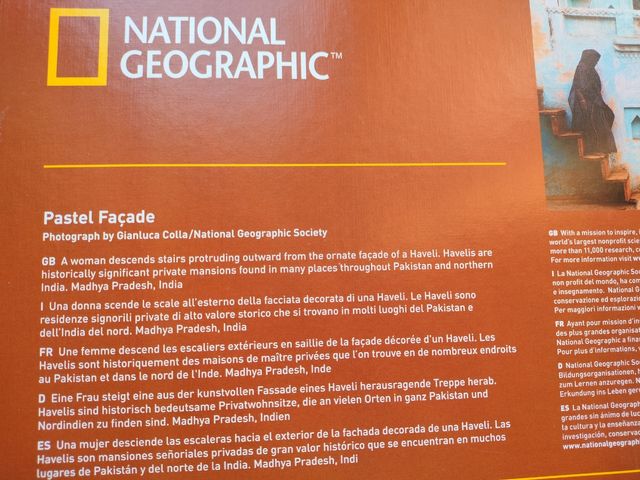 NATIONAL
GEOGRAPHIC™
Pastel Façade
Photograph by Gianluca Colla/National Geographic Society
GB A woman descends stairs protruding outward from the ornate façade of a Haveli. Havelis are
historically significant private mansions found in many places throughout Pakistan and northern
India. Madhya Pradesh, India
I Una donna scende le scale all'esterno della facciata decorata di una Haveli. Le Haveli sono
residenze signorili private di alto valore storico che si trovano in molti luoghi del Pakistan e
dell'India del nord. Madhya Pradesh, India
FR Une femme descend les escaliers extérieurs en saillie de la façade décorée d'un Haveli. Les
Havelis sont historiquement des maisons de maître privées que l'on trouve en de nombreux endroits
au Pakistan et dans le nord de l'Inde. Madhya Pradesh, Inde
D Eine Frau steigt eine aus der kunstvollen Fassade eines Haveli herausragende Treppe herab.
Havelis sind historisch bedeutsame Privatwohnsitze, die an vielen Orten in ganz Pakistan und
Nordindien zu finden sind. Madhya Pradesh, Indien
ES Una mujer desciende las escaleras hacia el exterior de la fachada decorada de una Haveli. Las
Havelis son mansiones señoriales privadas de gran valor histórico que se encuentran en muchos
lugares de Pakistán y del norte de la India. Madhya Pradesh, Indi
GB With a mission to inspire,
world's largest nonprofit scie
more than 11,000 research, c
For more information visit w
I La National Geographic So
non profit del mondo, ha com
e insegnamento. National G
conservazione ed esplorazio
Per maggiori informazioni v
FR Ayant pour mission d'ins
des plus grandes organisat
National Geographic a finan
Pour plus d'informations,
D National Geographic Soc
Bildungsorganisationen, h
zum Lernen anzuregen. N
Erkundung ins Leben geru
ES La National Geographic
grandes sin ánimo de lucr
la cultura y la enseñanza
investigación, conservac
www.nationalgeograph